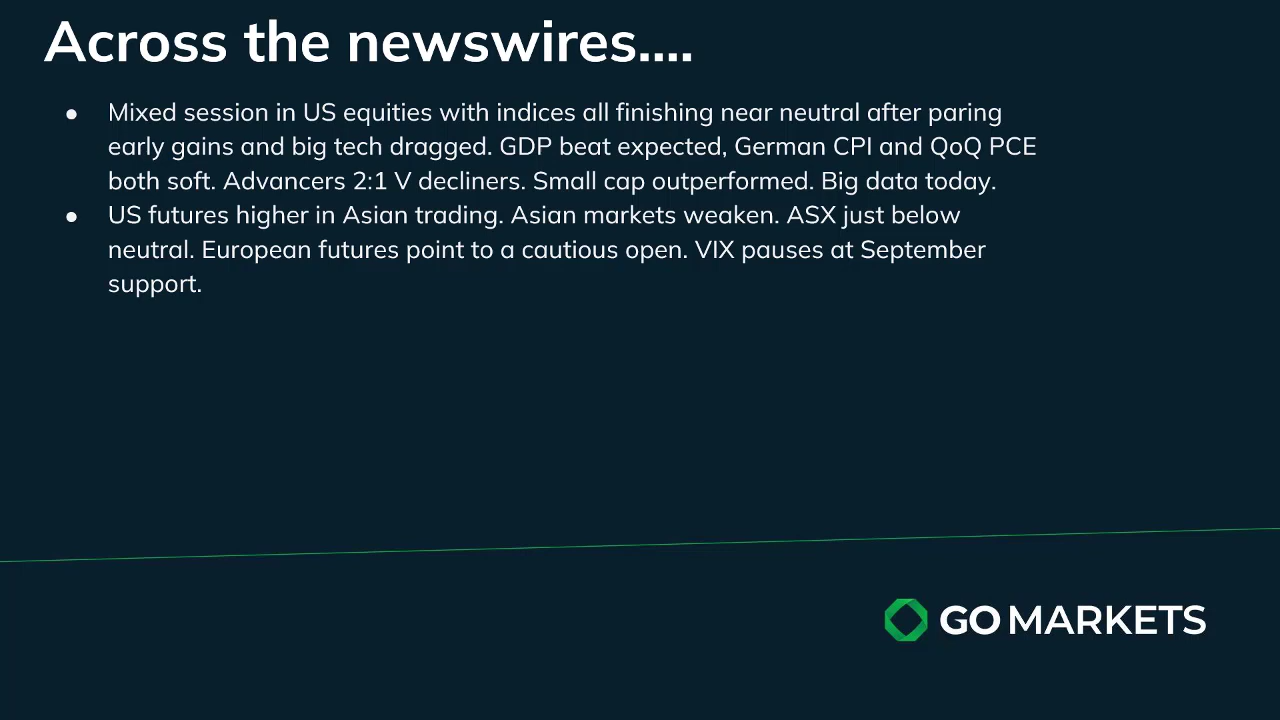 Across the newswires....
● Mixed session in US equities with indices all finishing near neutral after paring
early gains and big tech dragged. GDP beat expected, German CPI and QoQ PCE
both soft. Advancers 2:1 V decliners. Small cap outperformed. Big data today.
● US futures higher in Asian trading. Asian markets weaken. ASX just below
neutral. European futures point to a cautious open. VIX pauses at September
support.
GO MARKETS